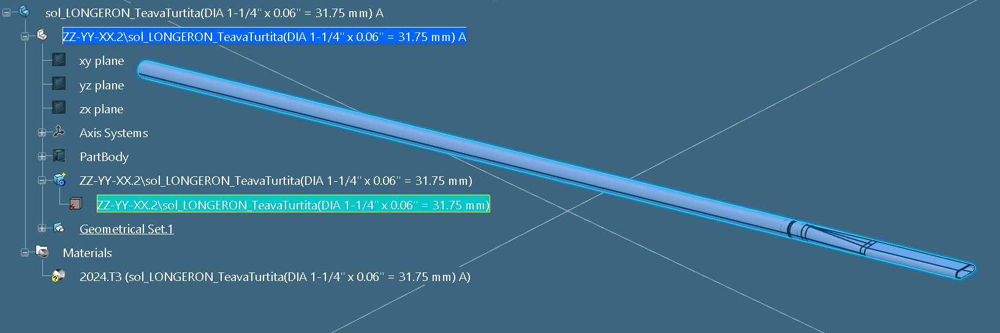 sol_LONGERON_TeavaTurtita(DIA 1-1/4" x 0.06" = 31.75 mm) A
ZZ-YY-XX.2\sol_LONGERON_TeavaTurtita(DIA 1-1/4" x 0.06" = 31.75 mm) A
xy plane
yz plane
zx plane
Axis Systems
PartBody
ZZ-YY-XX.2\sol_LONGERON_TeavaTurtita(DIA 1-1/4" x 0.06" = 31.75 mm)
ZZ-YY-XX.2\sol_LONGERON_TeavaTurtita(DIA 1-1/4" x 0.06" = 31.75 mm)
Geometrical Set.1
Materials
2024.T3 (sol_LONGERON_TeavaTurtita(DIA 1-1/4" x 0.06" = 31.75 mm) A)